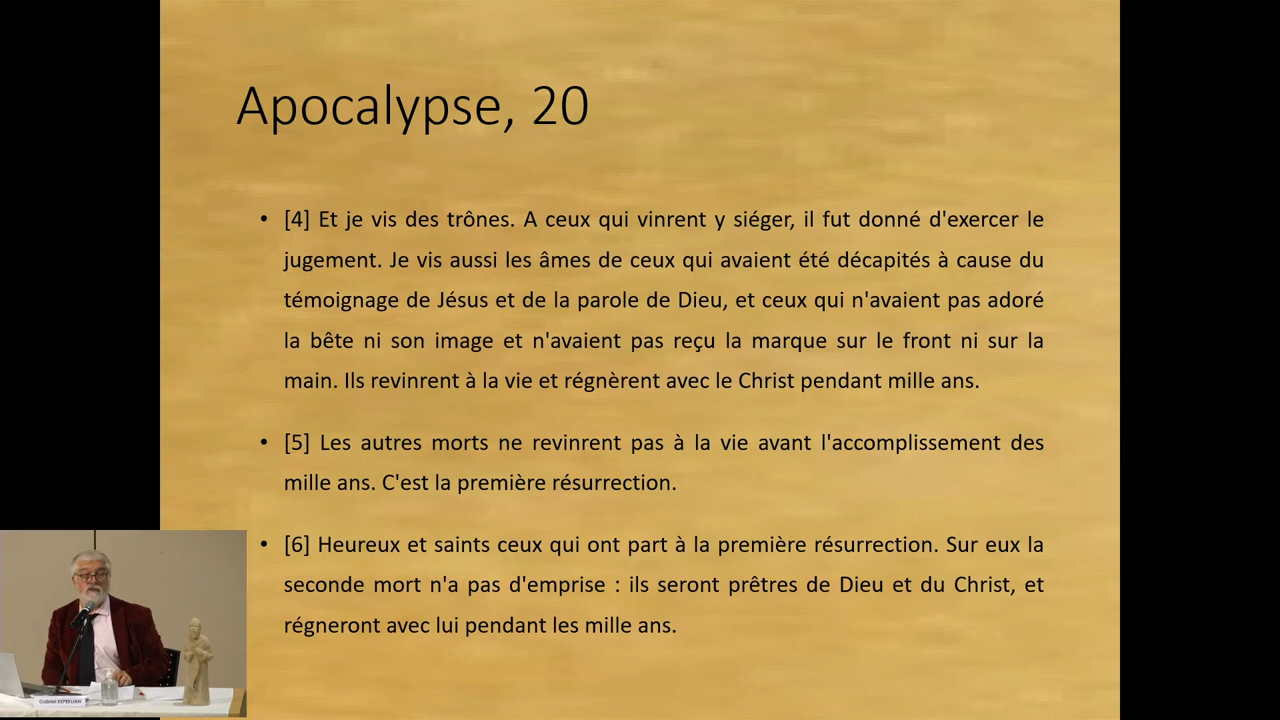 Apocalypse, 20
• [4] Et je vis des trônes. A ceux qui vinrent y siéger, il fut donné d'exercer le
jugement. Je vis aussi les âmes de ceux qui avaient été décapités à cause du
témoignage de Jésus et de la parole de Dieu, et ceux qui n'avaient pas adoré
la bête ni son image et n'avaient pas reçu la marque sur le front ni sur la
main. Ils revinrent à la vie et régnèrent avec le Christ pendant mille ans.
• [5] Les autres morts ne revinrent pas à la vie avant l'accomplissement des
mille ans. C'est la première résurrection.
• [6] Heureux et saints ceux qui ont part à la première résurrection. Sur eux la
seconde mort n'a pas d'emprise : ils seront prêtres de Dieu et du Christ, et
régneront avec lui pendant les mille ans.
Gabriel